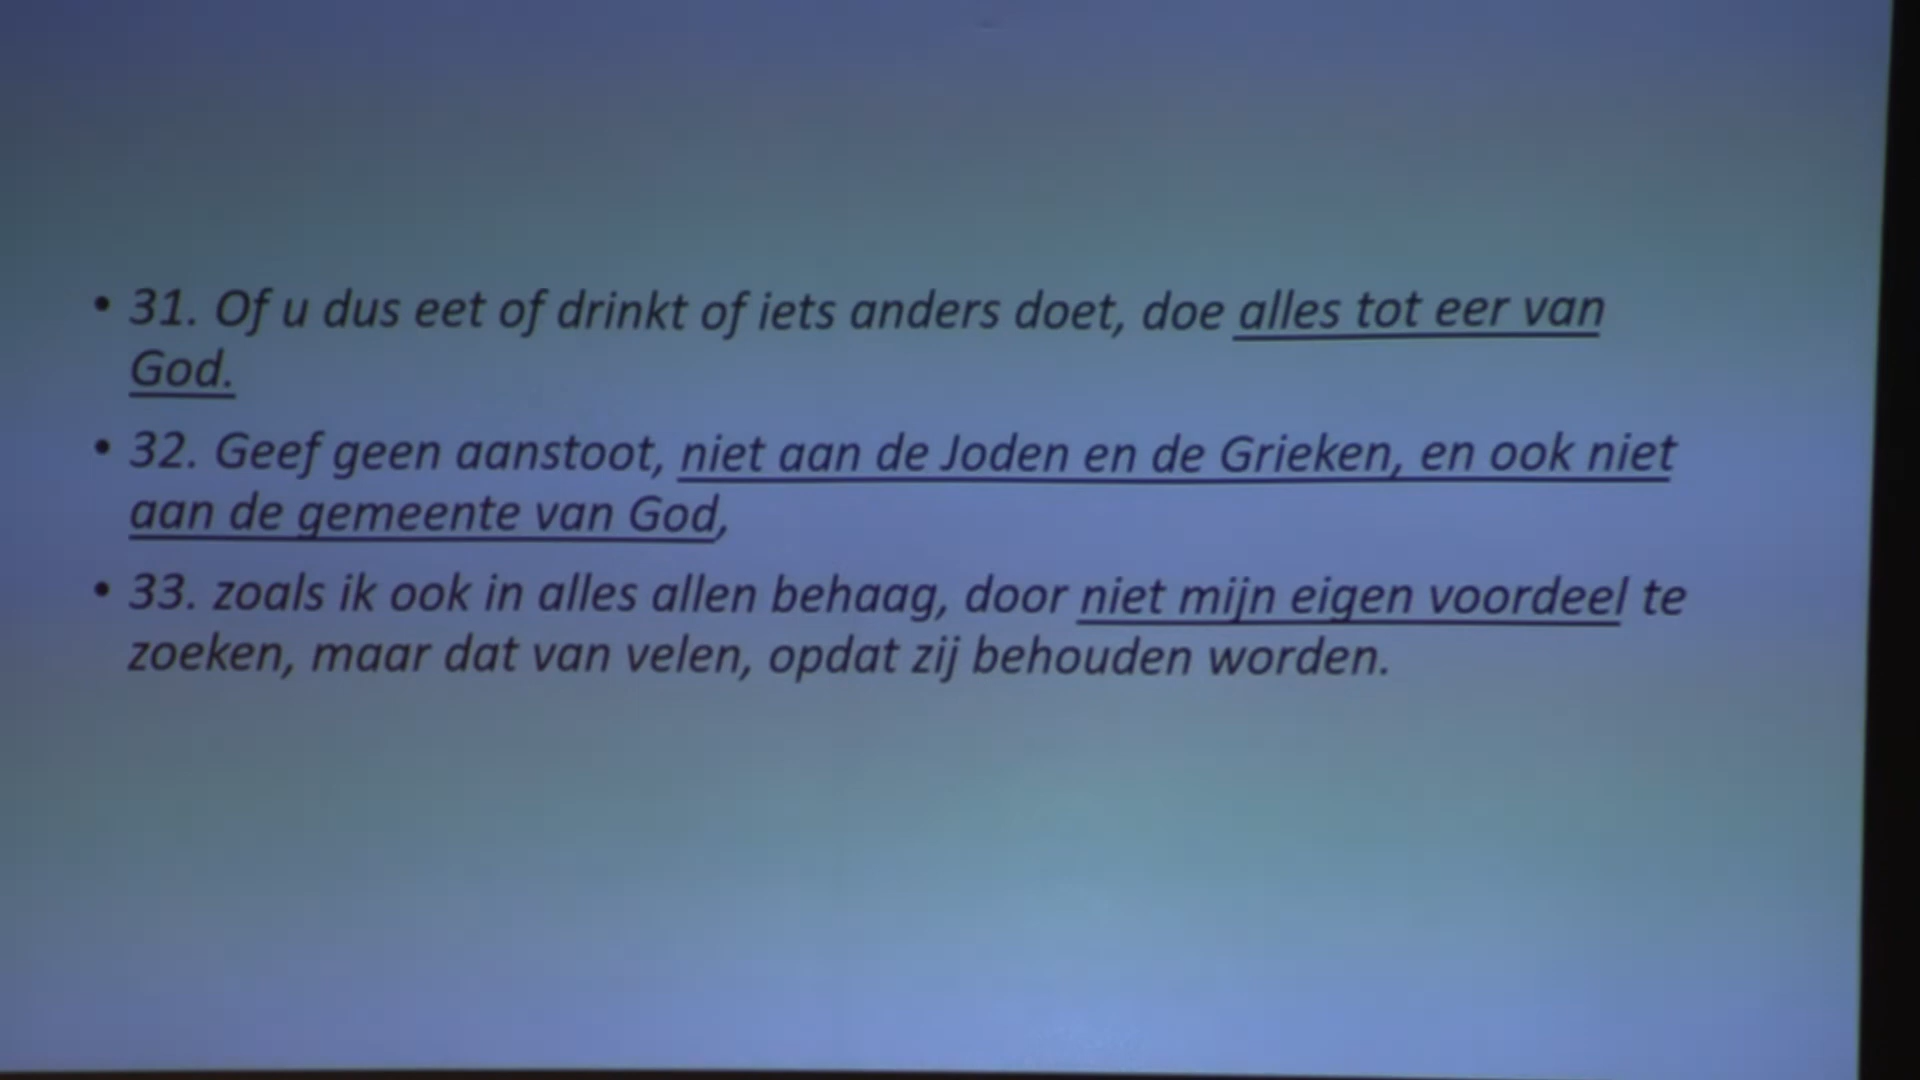 • 31. Of u dus eet of drinkt of iets anders doet, doe alles tot eer van
God.
• 32. Geef geen aanstoot, niet aan de Joden en de Grieken, en ook niet
aan de gemeente van God,
• 33. zoals ik ook in alles allen behaag, door niet mijn eigen voordeel te
zoeken, maar dat van velen, opdat zij behouden worden.